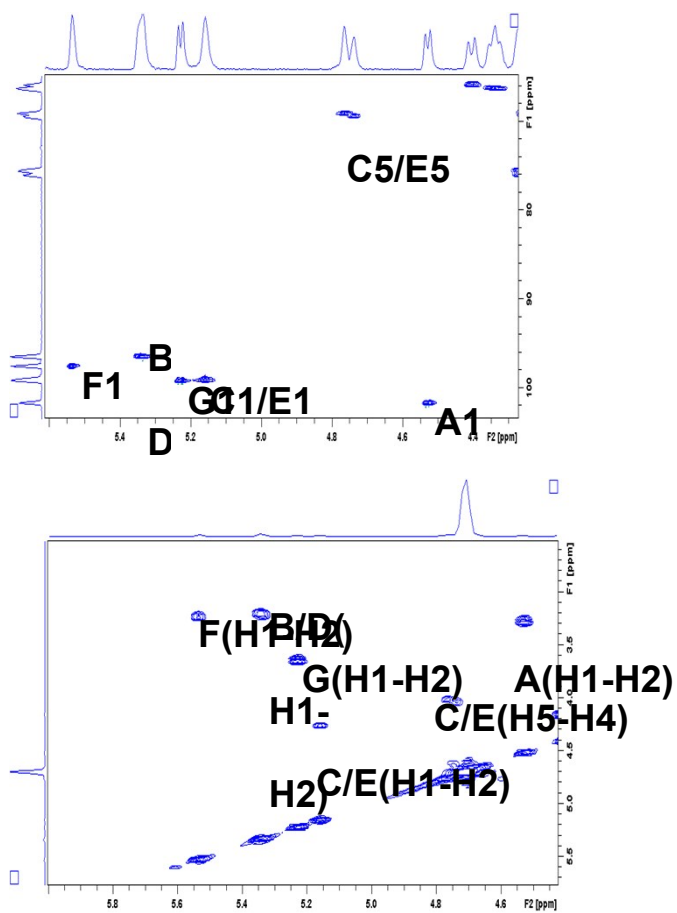 F1 [ppm]
80
90
100
C5/E5
B
F1
G1
C1/E1
A1
D
5.4 5.2 5.0 4.8 4.6 4.4 F2 [ppm]
F1 [ppm]
3.5
4.0
4.5
5.0
5.5
B/D(
F(H1-H2)
G(H1-H2)
A(H1-H2)
H1-
C/E(H5-H4)
C/E(H1-H2)
H2)
5.8 5.6 5.4 5.2 5.0 4.8 4.6 F2 [ppm]